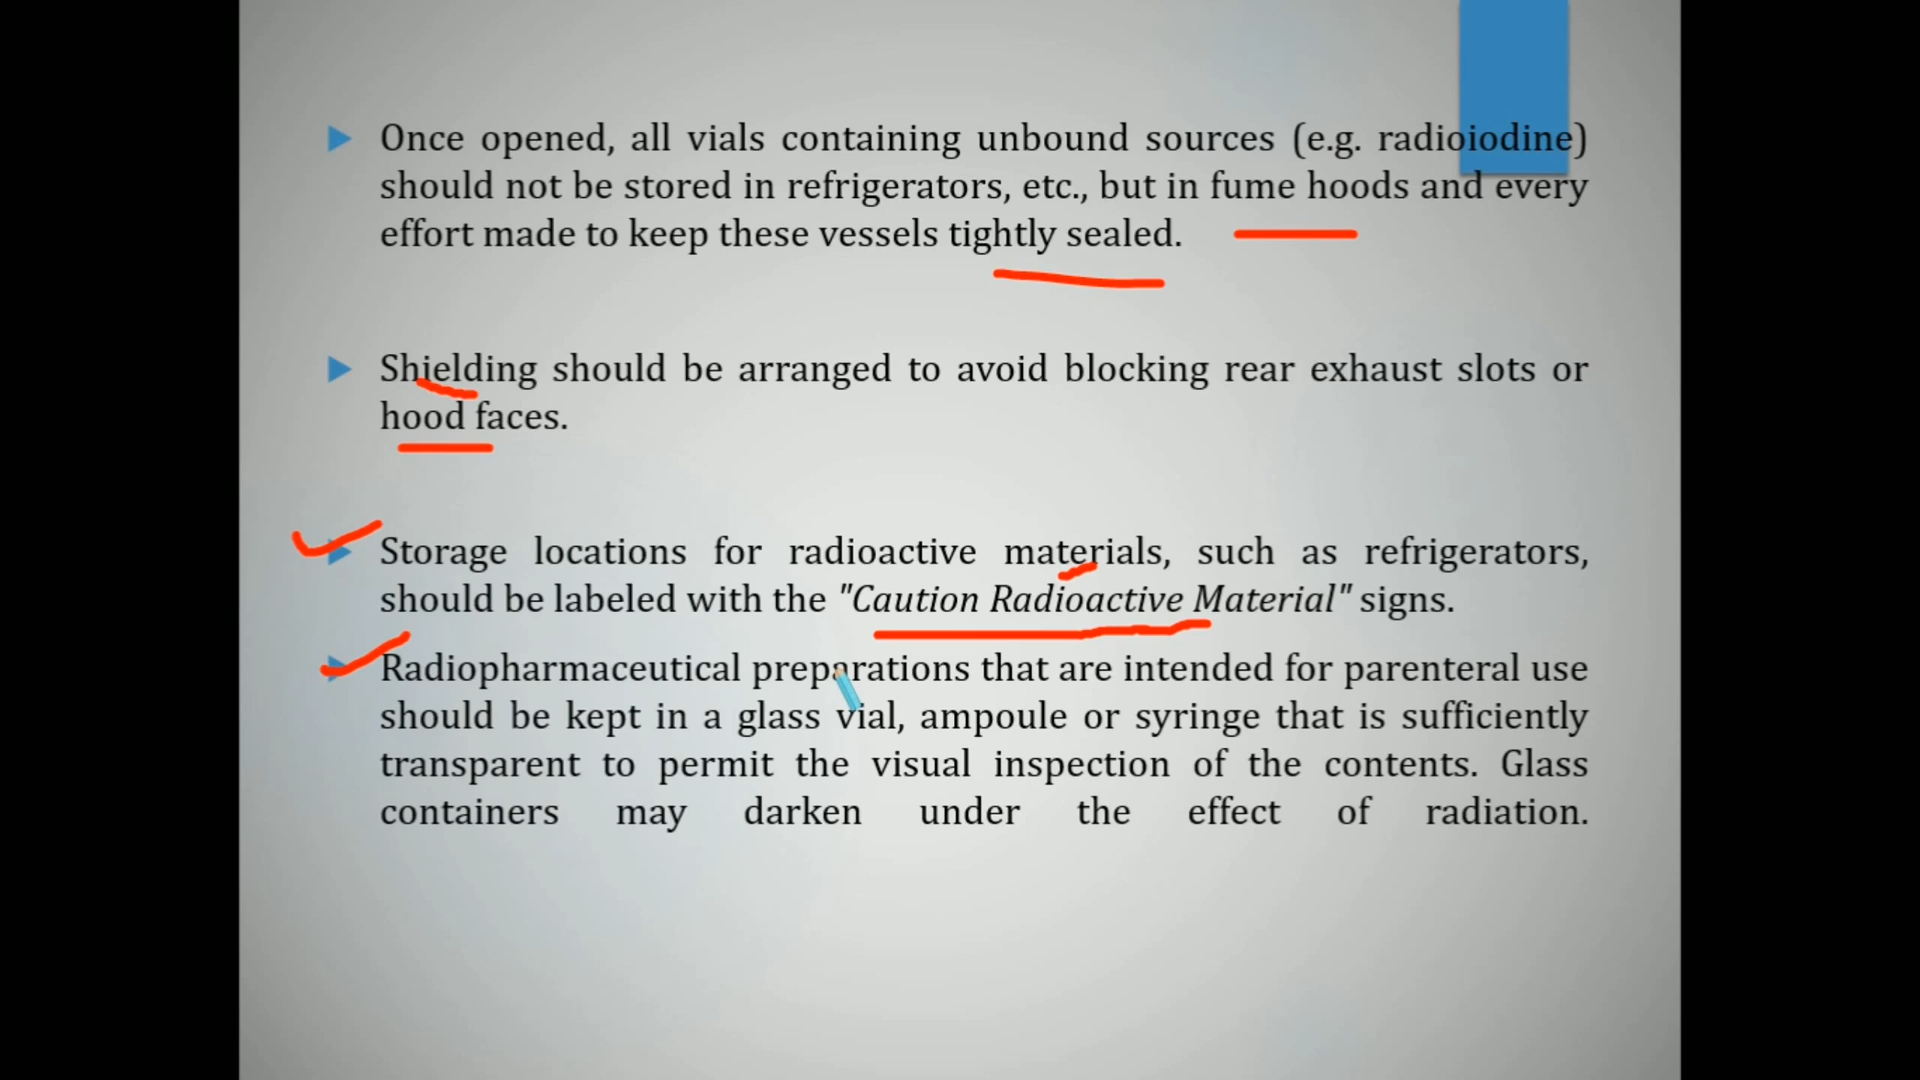 Once opened, all vials containing unbound sources (e.g. radioiodine)
should not be stored in refrigerators, etc., but in fume hoods and every
effort made to keep these vessels tightly sealed.
Shielding should be arranged to avoid blocking rear exhaust slots or
hood faces.
Storage locations for radioactive materials, such as refrigerators,
should be labeled with the "Caution Radioactive Material" signs.
Radiopharmaceutical preparations that are intended for parenteral use
should be kept in a glass vial, ampoule or syringe that is sufficiently
transparent to permit the visual inspection of the contents. Glass
containers may darken under the effect of radiation.